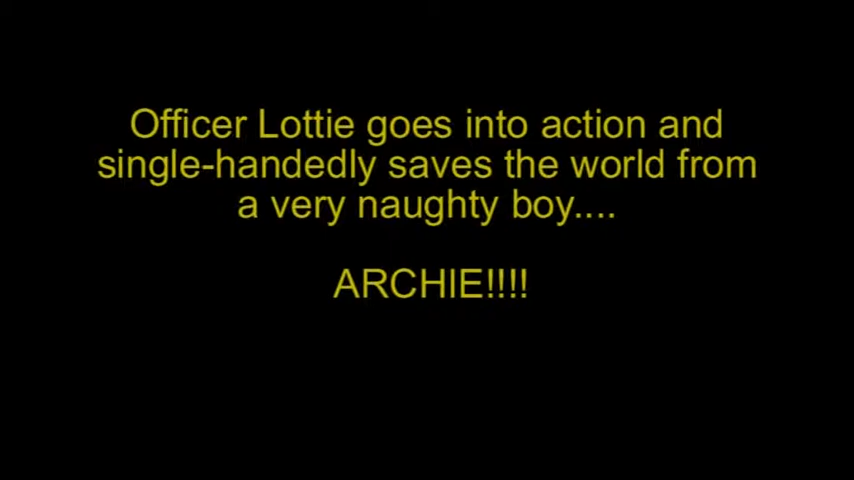 Officer Lottie goes into action and
single-handedly saves the world from
a very naughty boy....
ARCHIE!!!!